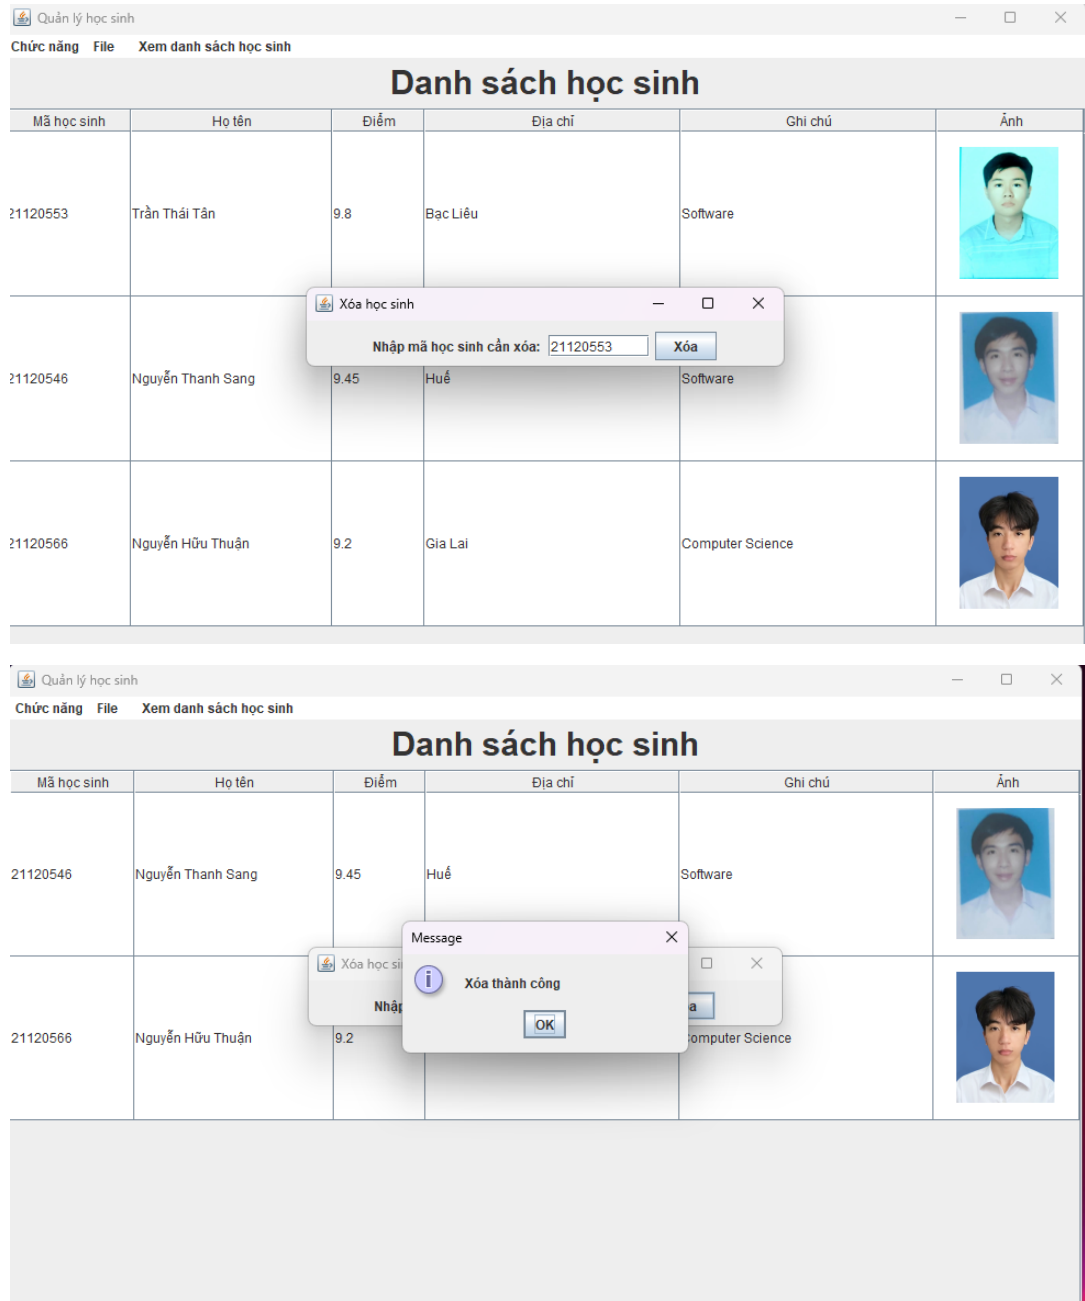 Quản lý học sinh
Chức năng File Xem danh sách học sinh
Danh sách học sinh
Mã học sinh Họ tên Điểm Địa chỉ Ghi chú Ảnh
21120553 Trần Thái Tân 9.8 Bạc Liêu Software
Xóa học sinh
Nhập mã học sinh cần xóa: 21120553 Xóa
21120546 Nguyễn Thanh Sang 9.45 Huế Software
21120566 Nguyễn Hữu Thuận 9.2 Gia Lai Computer Science
Quản lý học sinh
Chức năng File Xem danh sách học sinh
Danh sách học sinh
Mã học sinh Họ tên Điểm Địa chỉ Ghi chú Ảnh
21120546 Nguyễn Thanh Sang 9.45 Huế Software
Message
Xóa học si
Xóa thành công
Nhập a
OK
21120566 Nguyễn Hữu Thuận 9.2 Computer Science